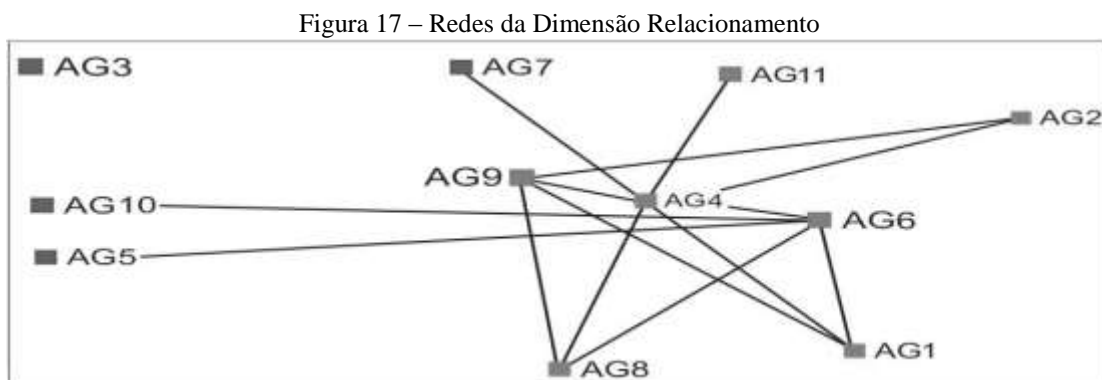 Figura 17 – Redes da Dimensão Relacionamento
AG3
AG7
AG11
AG2
AG9
AG4
AG10
AG6
AG5
AG8
AG1